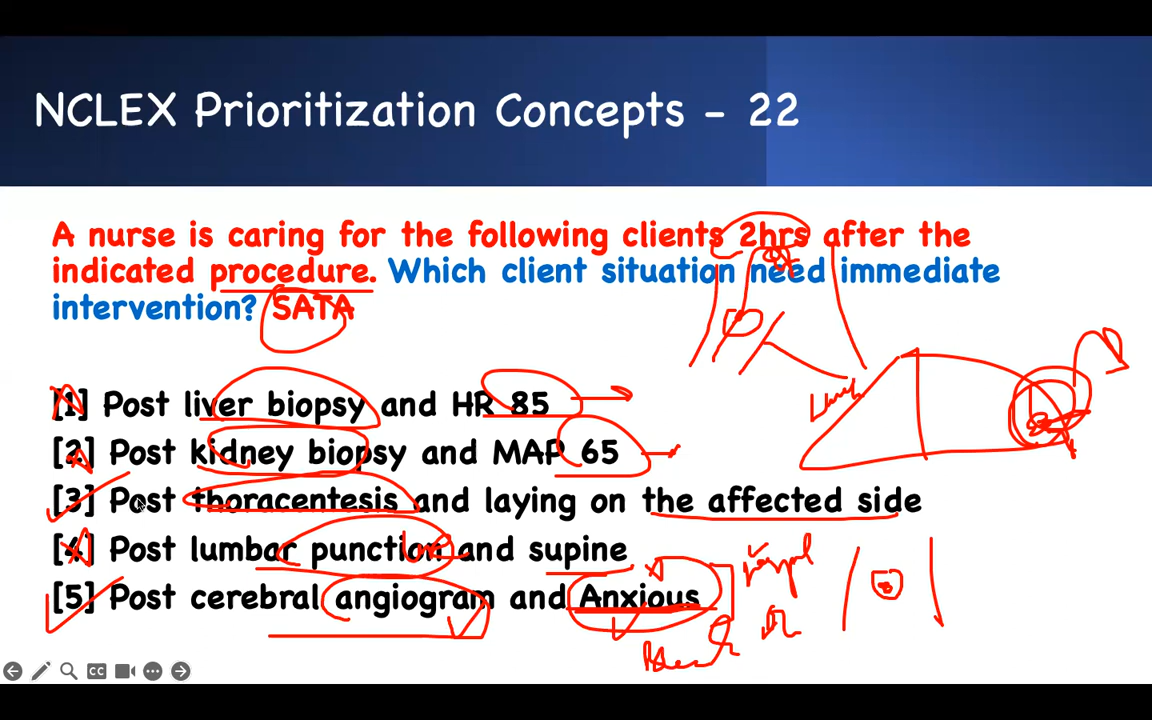 NCLEX Prioritization Concepts - 22
A nurse is caring for the following clients 2hrs after the
indicated procedure. Which client situation need immediate
intervention? SATA
[1] Post liver biopsy and HR 85
[2] Post kidney biopsy and MAP 65
[3] Post thoracentesis and laying on the affected side
[4] Post lumbar punction and supine
[5] Post cerebral angiogram and Anxious
CC